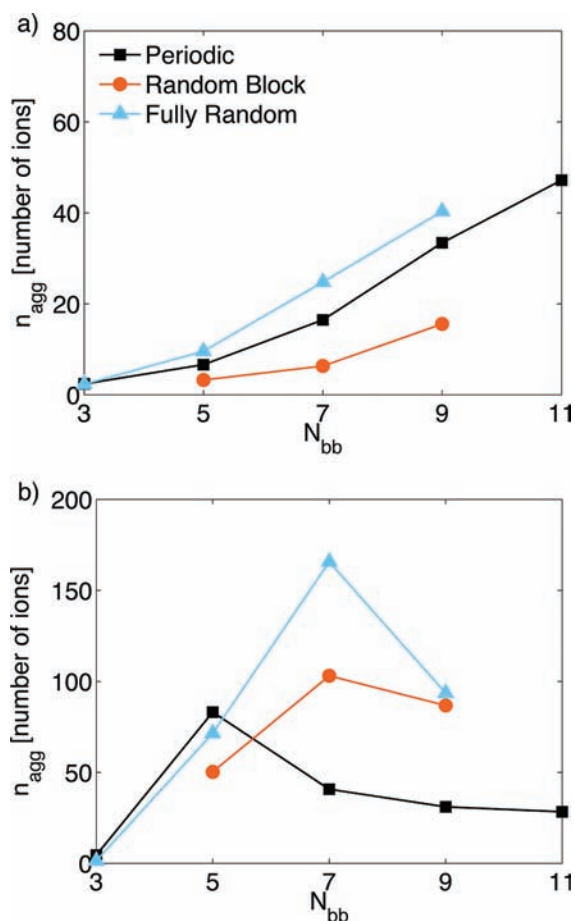 a)
80
Periodic
Random Block
Fully Random
60
40
20
0
n_agg [number of ions]
3 5 7 9 11
N_bb
b)
200
150
100
50
0
n_agg [number of ions]
3 5 7 9 11
N_bb